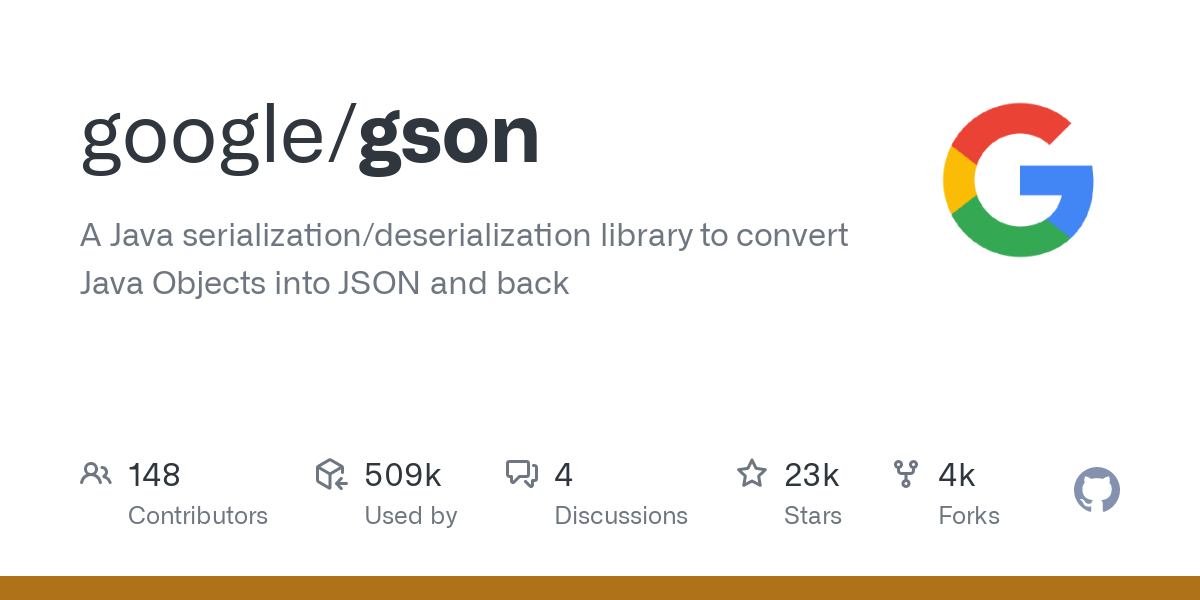 google/gson
A Java serialization/deserialization library to convert
Java Objects into JSON and back
148
Contributors
509k
Used by
4
Discussions
23k
Stars
4k
Forks